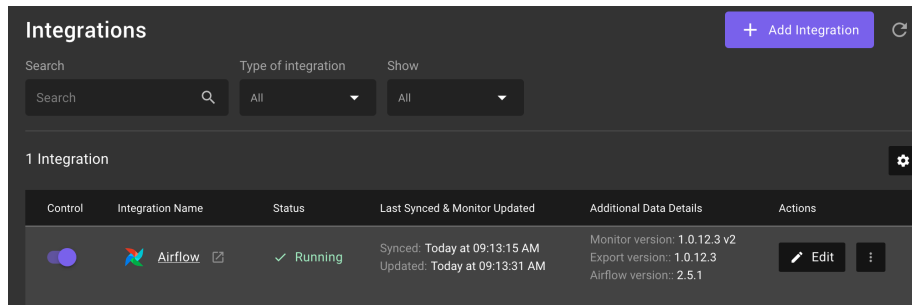 Integrations
+ Add Integration
Search
Type of integration
Show
Search
All
All
1 Integration
Control
Integration Name
Status
Last Synced & Monitor Updated
Additional Data Details
Actions
Airflow
Running
Synced: Today at 09:13:15 AM
Updated: Today at 09:13:31 AM
Monitor version: 1.0.12.3 v2
Export version:: 1.0.12.3
Airflow version:: 2.5.1
Edit